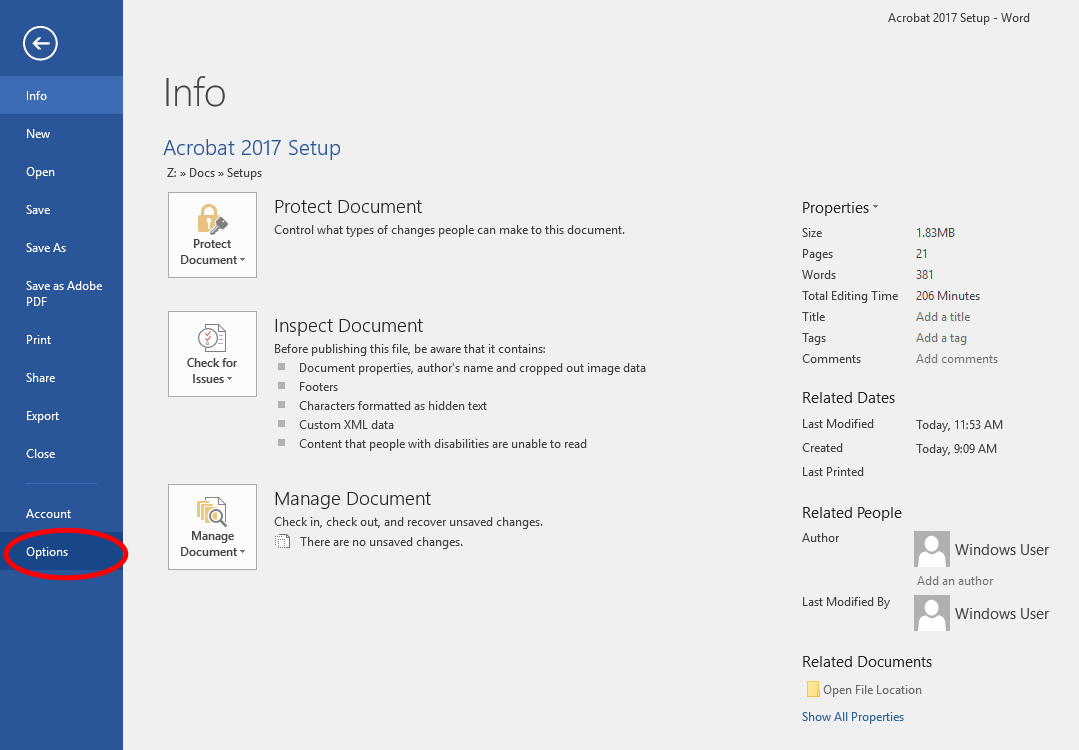 Acrobat 2017 Setup - Word
Info
New
Open
Save
Save As
Save as Adobe
PDF
Print
Share
Export
Close
Account
Options
Info
Acrobat 2017 Setup
Z: » Docs » Setups
Protect
Document
Protect Document
Control what types of changes people can make to this document.
Check for
Issues
Inspect Document
Before publishing this file, be aware that it contains:
Document properties, author's name and cropped out image data
Footers
Characters formatted as hidden text
Custom XML data
Content that people with disabilities are unable to read
Manage
Document
Manage Document
Check in, check out, and recover unsaved changes.
There are no unsaved changes.
Properties
Size 1.83MB
Pages 21
Words 381
Total Editing Time 206 Minutes
Title Add a title
Tags Add a tag
Comments Add comments
Related Dates
Last Modified Today, 11:53 AM
Created Today, 9:09 AM
Last Printed
Related People
Author Windows User
Add an author
Last Modified By Windows User
Related Documents
Open File Location
Show All Properties